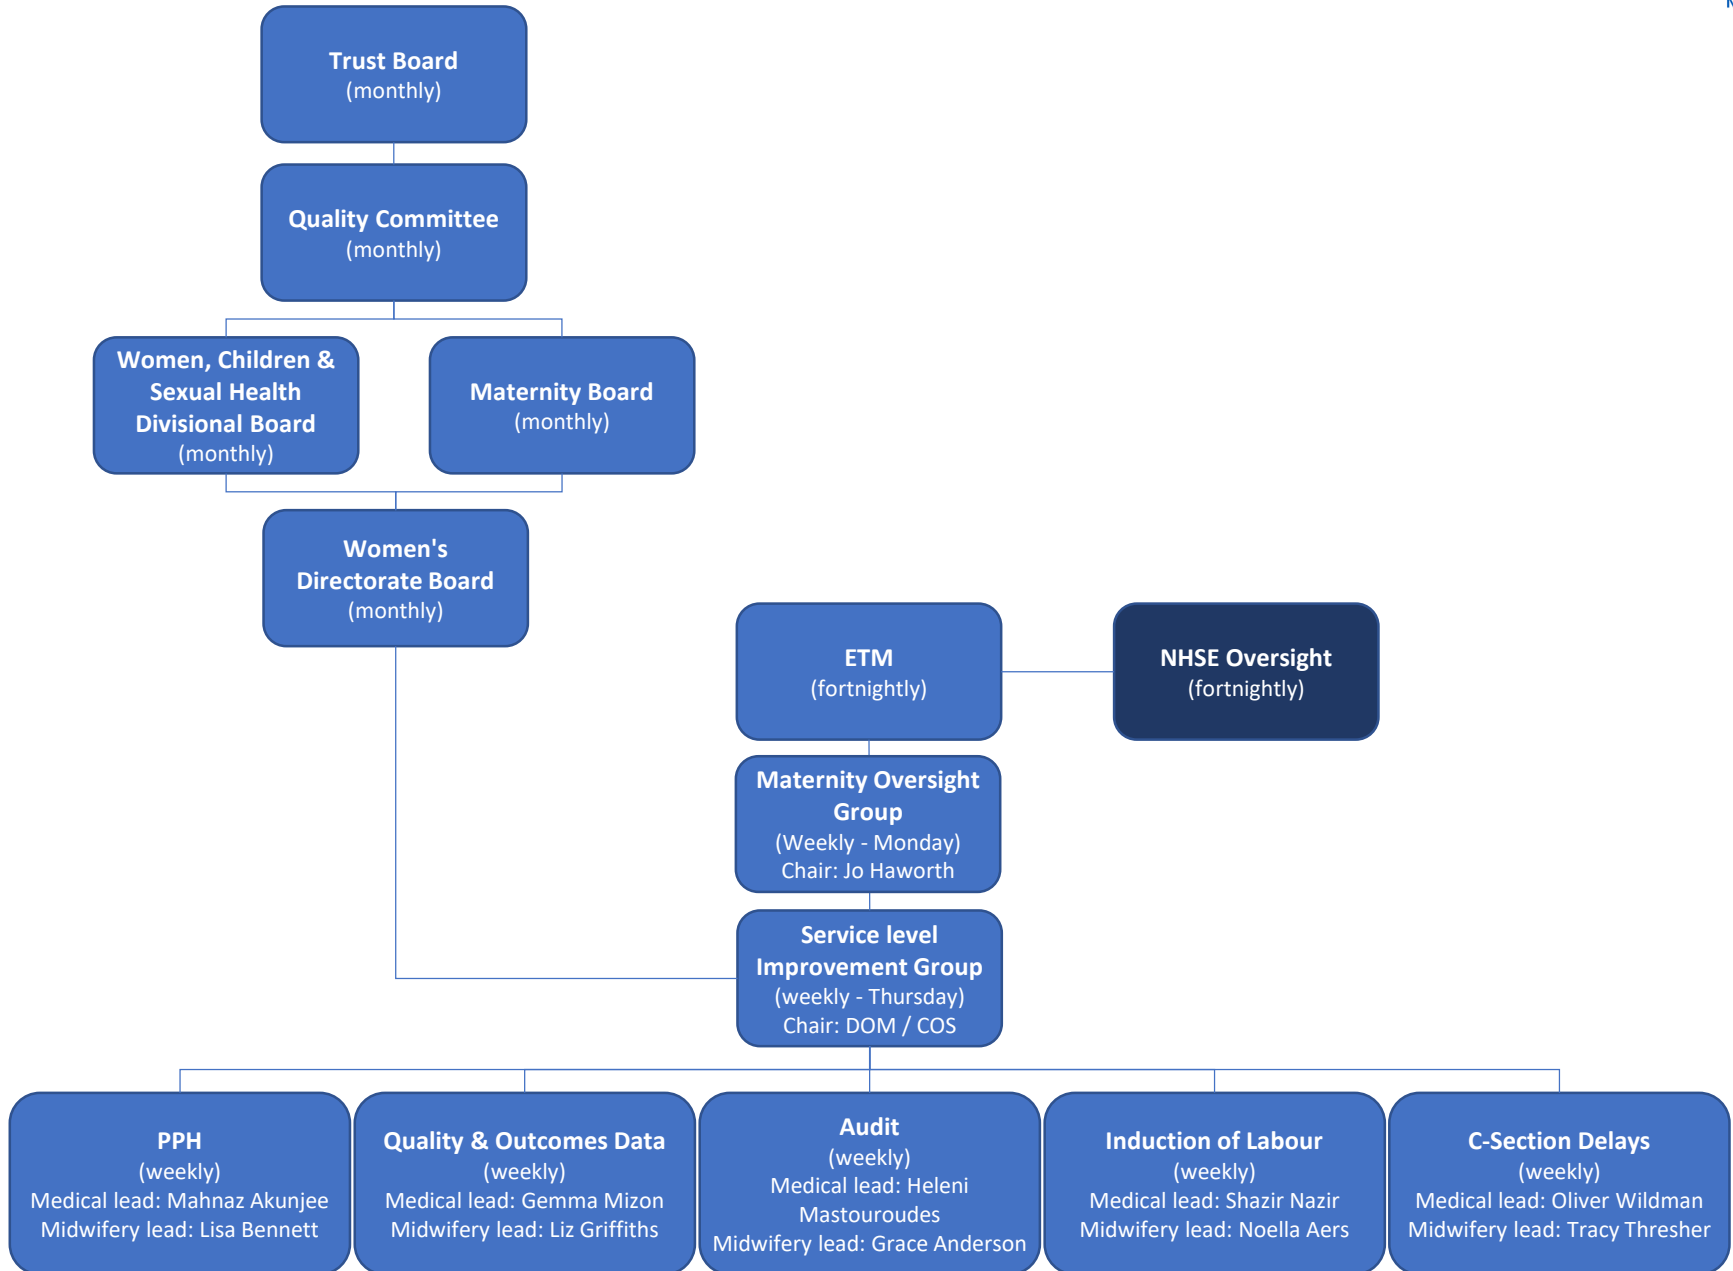 Trust Board
(monthly)
Quality Committee
(monthly)
Women, Children &
Sexual Health
Divisional Board
(monthly)
Maternity Board
(monthly)
Women's
Directorate Board
(monthly)
ETM
(fortnightly)
NHSE Oversight
(fortnightly)
Maternity Oversight
Group
(Weekly - Monday)
Chair: Jo Haworth
Service level
Improvement Group
(weekly - Thursday)
Chair: DOM / COS
PPH
(weekly)
Medical lead: Mahnaz Akunjee
Midwifery lead: Lisa Bennett
Quality & Outcomes Data
(weekly)
Medical lead: Gemma Mizon
Midwifery lead: Liz Griffiths
Audit
(weekly)
Medical lead: Heleni
Mastouroudes
Midwifery lead: Grace Anderson
Induction of Labour
(weekly)
Medical lead: Shazir Nazir
Midwifery lead: Noella Aers
C-Section Delays
(weekly)
Medical lead: Oliver Wildman
Midwifery lead: Tracy Thresher